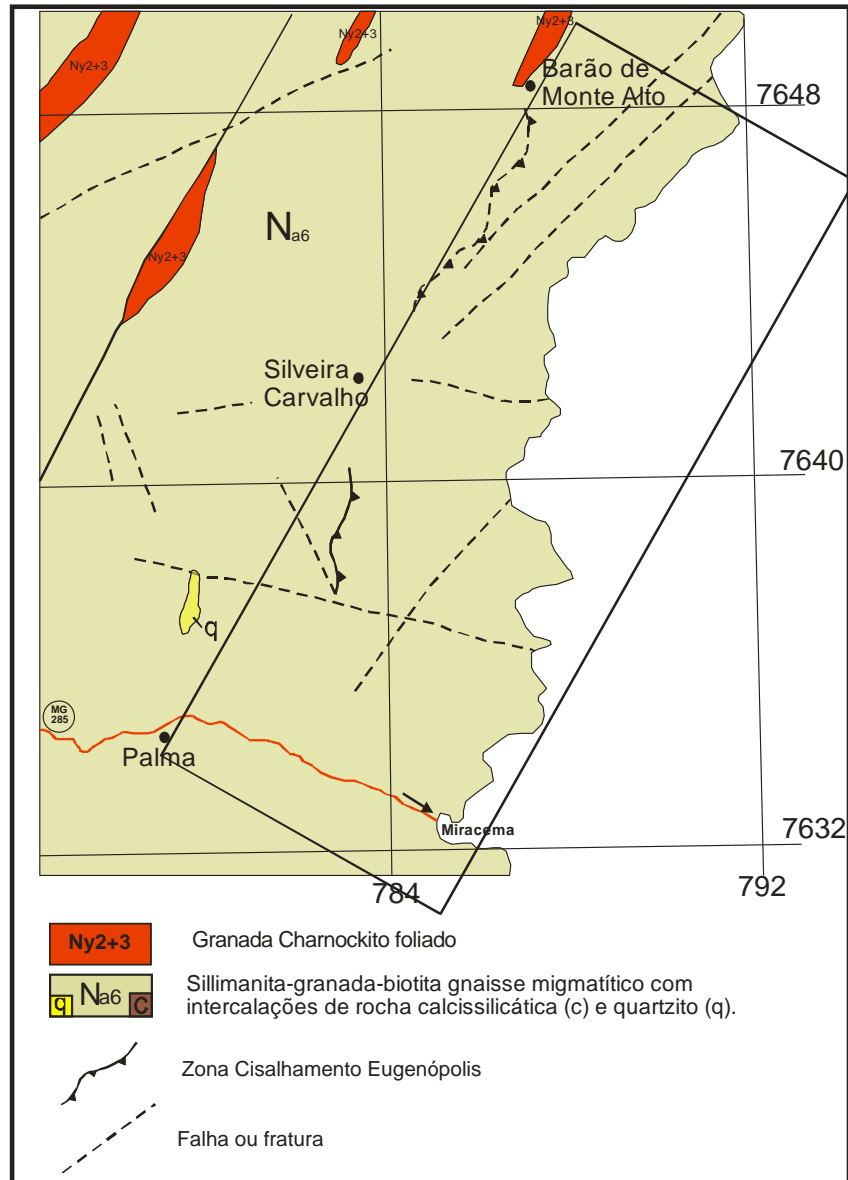 Ny2+3
Ny2+3
Ny2+3
Barão de
Monte Alto
7648
Na6
Ny2+3
Silveira
Carvalho
7640
q
MG
285
Palma
Miracema
7632
784
792
Ny2+3
Granada Charnockito foliado
q
Na6
c
Sillimanita-granada-biotita gnaisse migmatítico com
intercalações de rocha calcissilicática (c) e quartzito (q).
Zona Cisalhamento Eugenópolis
Falha ou fratura